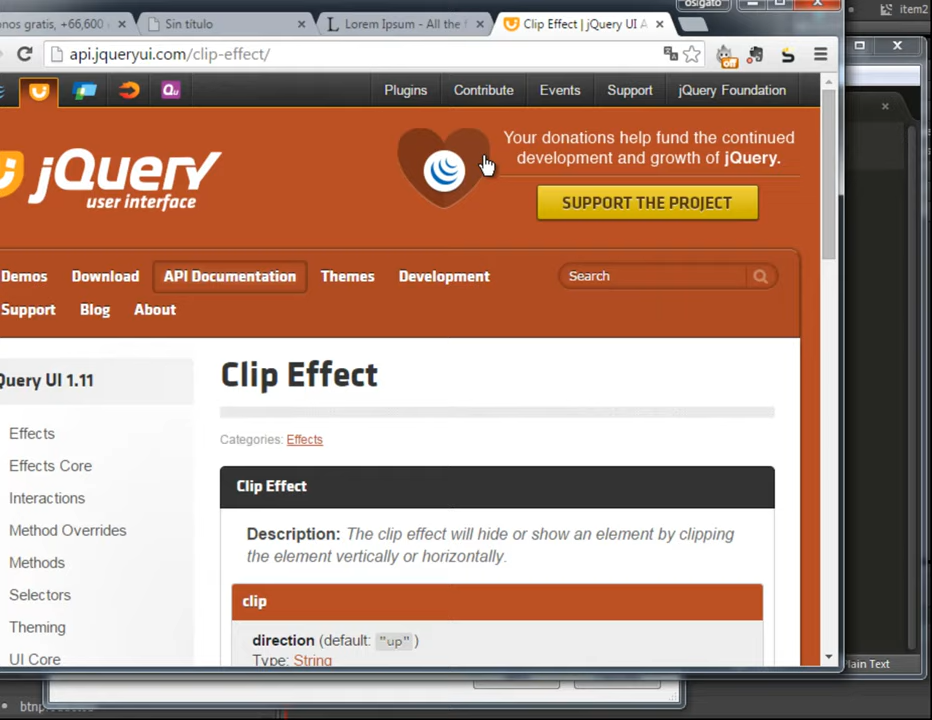 osigato
item2
nos gratis, +66,600
Sin título
Lorem Ipsum - All the f
Clip Effect | jQuery UI A
api.jqueryui.com/clip-effect/
off
Qu
Plugins
Contribute
Events
Support
jQuery Foundation
jQuery
user interface
Your donations help fund the continued
development and growth of jQuery.
SUPPORT THE PROJECT
Demos
Download
API Documentation
Themes
Development
Search
Support
Blog
About
Query UI 1.11
Clip Effect
Effects
Categories: Effects
Effects Core
Clip Effect
Interactions
Method Overrides
Description: The clip effect will hide or show an element by clipping
the element vertically or horizontally.
Methods
Selectors
clip
Theming
direction (default: "up" )
UI Core
Type: String
Plain Text